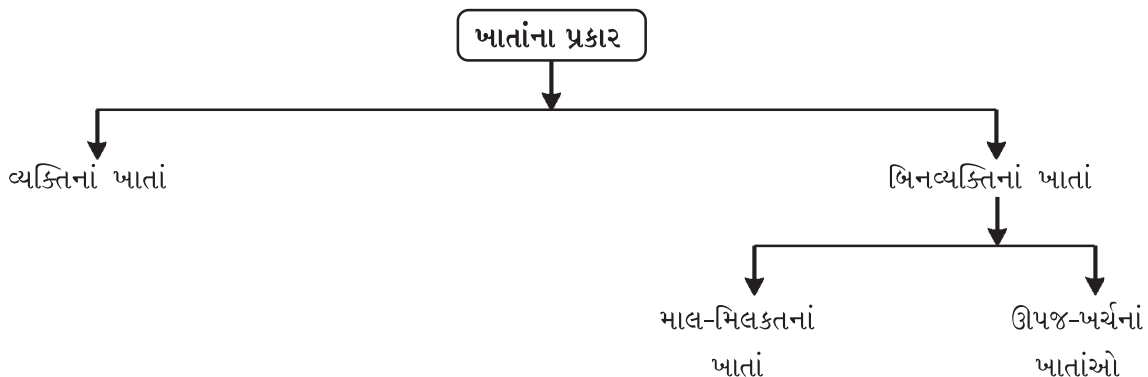 ખાતાંના પ્રકાર
વ્યક્તિનાં ખાતાં
બિનવ્યક્તિનાં ખાતાં
માલ-મિલકતનાં
ખાતાં
ઊપજ-ખર્ચનાં
ખાતાંઓ